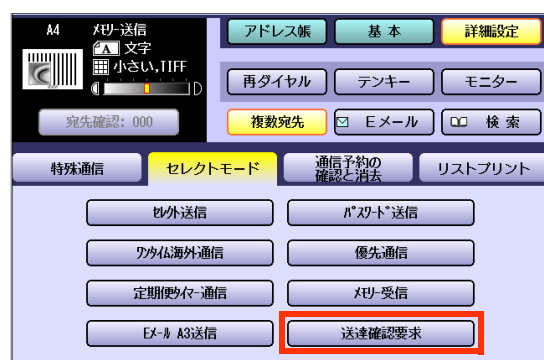 A4 ﾒﾓﾘｰ送信
A 文字
小さい,TIFF
D
宛先確認: 000
アドレス帳 基本 詳細設定
再ダイヤル テンキー モニター
複数宛先 Eメール 検索
特殊通信 セレクトモード 通信予約の
確認と消去 リストプリント
ｾﾚｸﾄ送信 ﾊﾟｽﾜｰﾄﾞ送信
ﾜﾝﾀｲﾑ海外通信 優先通信
定期便ﾀｲﾏｰ通信 ﾒﾓﾘｰ受信
Eﾒｰﾙ A3送信 送達確認要求